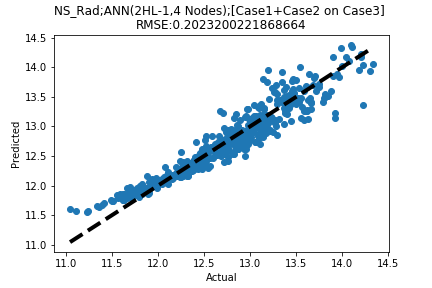 NS_Rad;ANN(2HL-1,4 Nodes);[Case1+Case2 on Case3]
RMSE:0.2023200221868664
14.5
14.0
13.5
13.0
12.5
12.0
11.5
11.0
Predicted
11.0 11.5 12.0 12.5 13.0 13.5 14.0 14.5
Actual